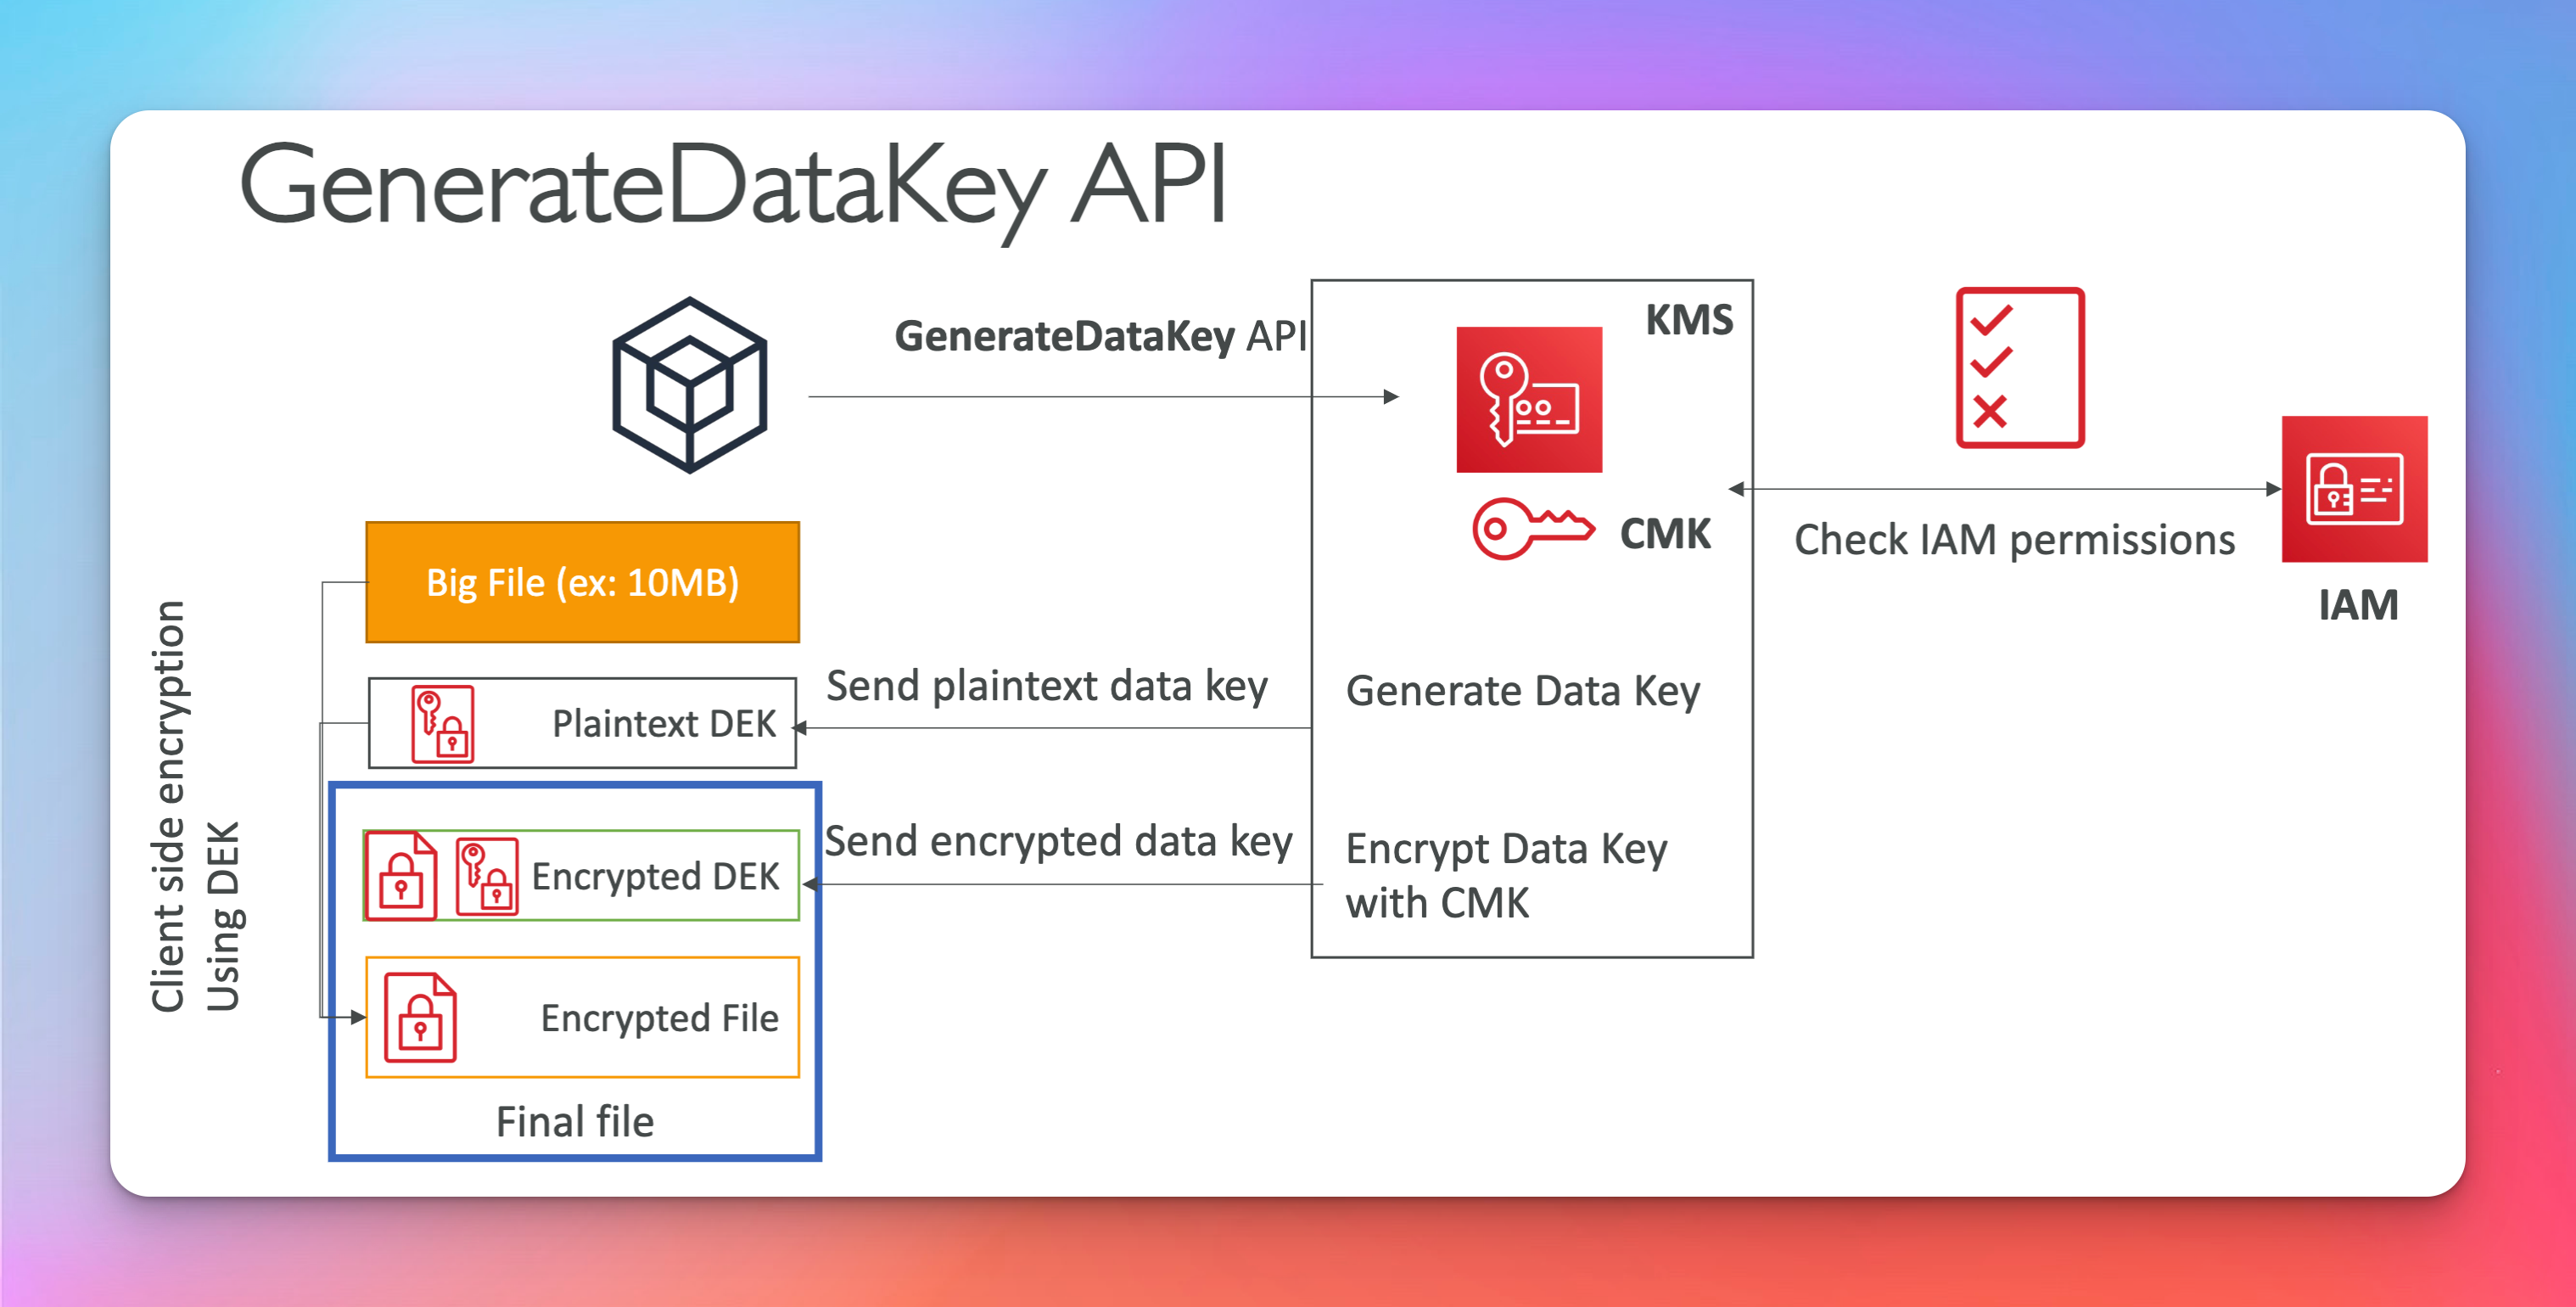 GenerateDataKey API
GenerateDataKey API
KMS
CMK
Check IAM permissions
IAM
Big File (ex: 10MB)
Client side encryption
Using DEK
Plaintext DEK
Send plaintext data key
Generate Data Key
Encrypted DEK
Send encrypted data key
Encrypt Data Key
with CMK
Encrypted File
Final file